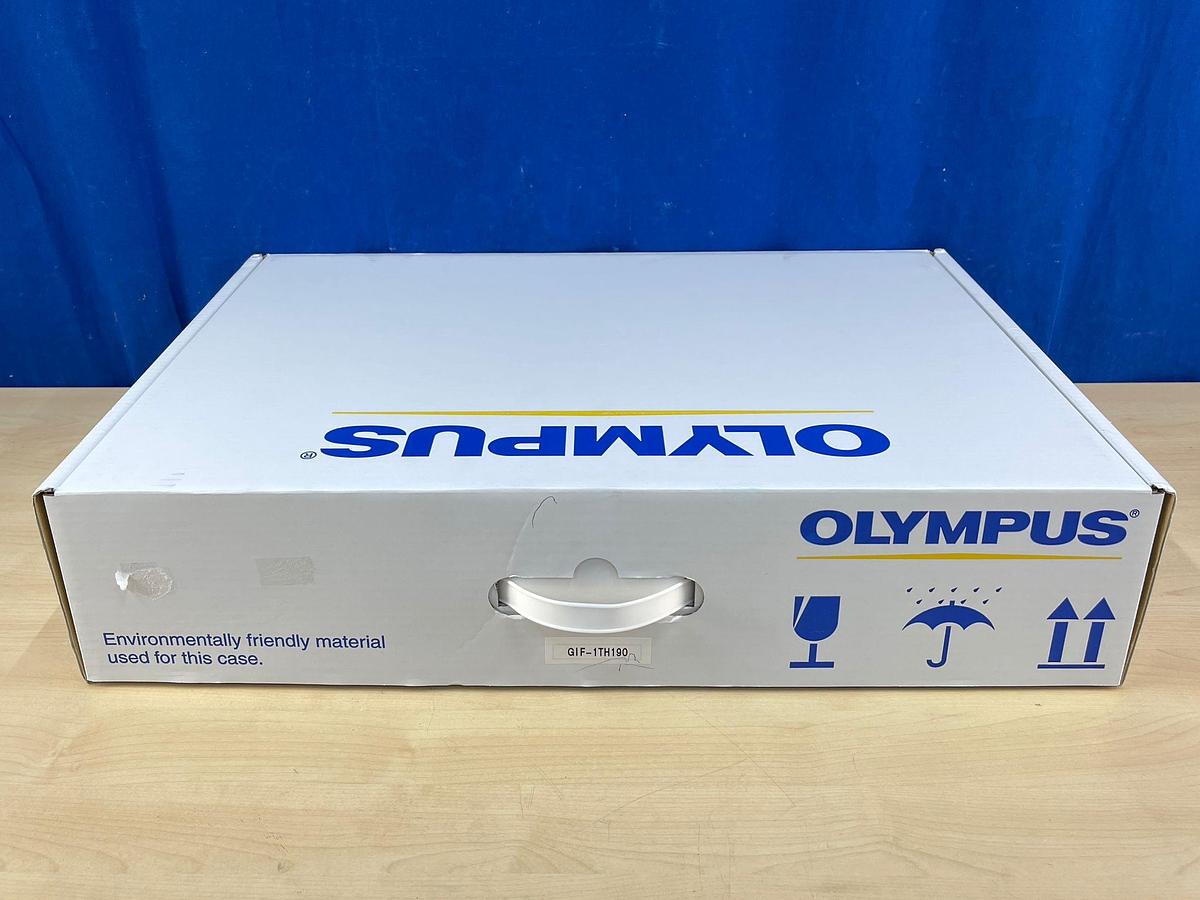 OLYMPUS®
OLYMPUS®
Environmentally friendly material
used for this case.
GIF-1TH190